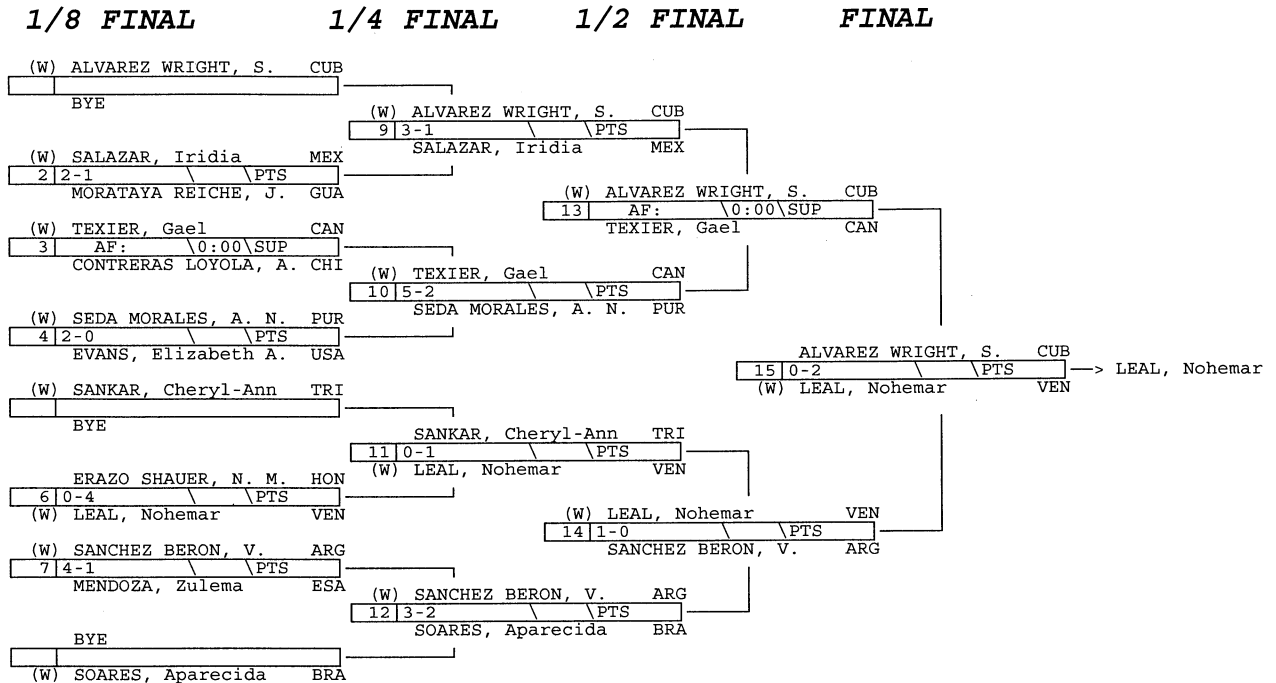 1/8 FINAL 1/4 FINAL 1/2 FINAL FINAL
(W) ALVAREZ WRIGHT, S. CUB
BYE
(W) SALAZAR, Iridia MEX
2 2-1 \ \PTS
MORATAYA REICHE, J. GUA
(W) TEXIER, Gael CAN
3 AF: \0:00\SUP
CONTRERAS LOYOLA, A. CHI
(W) SEDA MORALES, A. N. PUR
4 2-0 \ \PTS
EVANS, Elizabeth A. USA
(W) SANKAR, Cheryl-Ann TRI
BYE
ERAZO SHAUER, N. M. HON
6 0-4 \ \PTS
(W) LEAL, Nohemar VEN
(W) SANCHEZ BERON, V. ARG
7 4-1 \ \PTS
MENDOZA, Zulema ESA
BYE
(W) SOARES, Aparecida BRA
(W) ALVAREZ WRIGHT, S. CUB
9 3-1 \ \PTS
SALAZAR, Iridia MEX
(W) TEXIER, Gael CAN
10 5-2 \ \PTS
SEDA MORALES, A. N. PUR
SANKAR, Cheryl-Ann TRI
11 0-1 \ \PTS
(W) LEAL, Nohemar VEN
(W) SANCHEZ BERON, V. ARG
12 3-2 \ \PTS
SOARES, Aparecida BRA
(W) ALVAREZ WRIGHT, S. CUB
13 AF: \0:00\SUP
TEXIER, Gael CAN
(W) LEAL, Nohemar VEN
14 1-0 \ \PTS
SANCHEZ BERON, V. ARG
ALVAREZ WRIGHT, S. CUB
15 0-2 \ \PTS
(W) LEAL, Nohemar VEN
—> LEAL, Nohemar